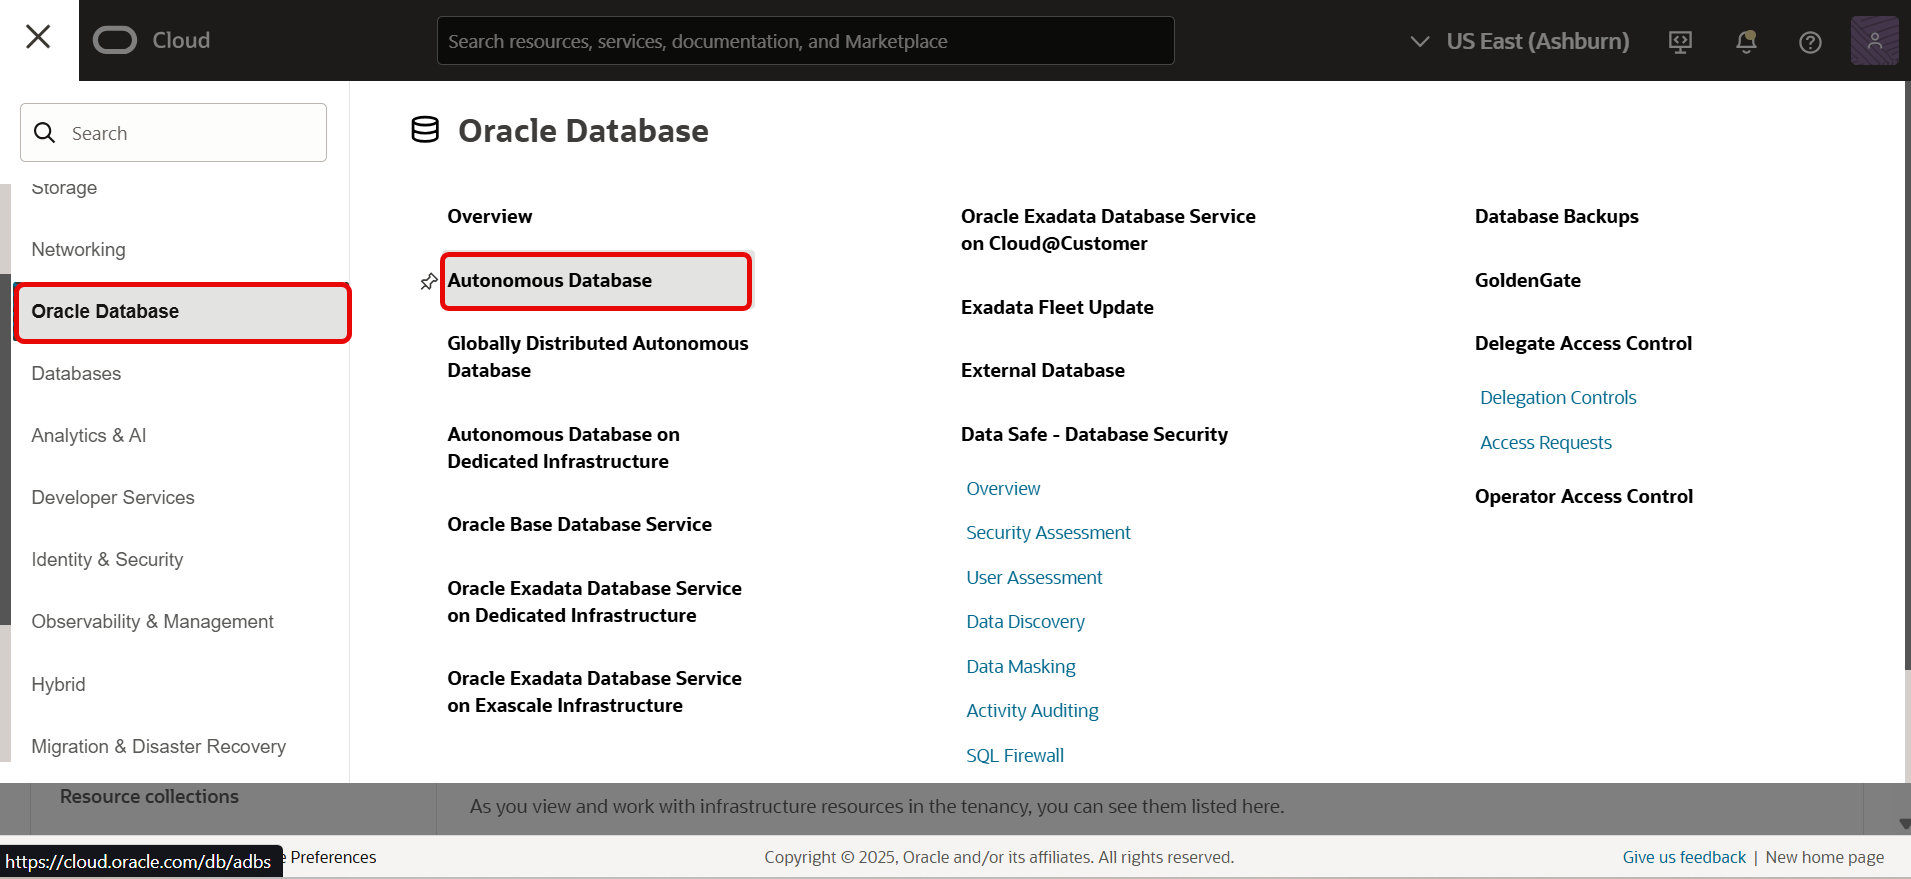 Cloud
Search resources, services, documentation, and Marketplace
US East (Ashburn)
Search
Storage
Networking
Oracle Database
Databases
Analytics & AI
Developer Services
Identity & Security
Observability & Management
Hybrid
Migration & Disaster Recovery
Oracle Database
Overview
Autonomous Database
Globally Distributed Autonomous
Database
Autonomous Database on
Dedicated Infrastructure
Oracle Base Database Service
Oracle Exadata Database Service
on Dedicated Infrastructure
Oracle Exadata Database Service
on Exascale Infrastructure
Oracle Exadata Database Service
on Cloud@Customer
Exadata Fleet Update
External Database
Data Safe - Database Security
Overview
Security Assessment
User Assessment
Data Discovery
Data Masking
Activity Auditing
SQL Firewall
Database Backups
GoldenGate
Delegate Access Control
Delegation Controls
Access Requests
Operator Access Control
Resource collections
As you view and work with infrastructure resources in the tenancy, you can see them listed here.
https://cloud.oracle.com/db/adbs
Preferences
Copyright © 2025, Oracle and/or its affiliates. All rights reserved.
Give us feedback | New home page